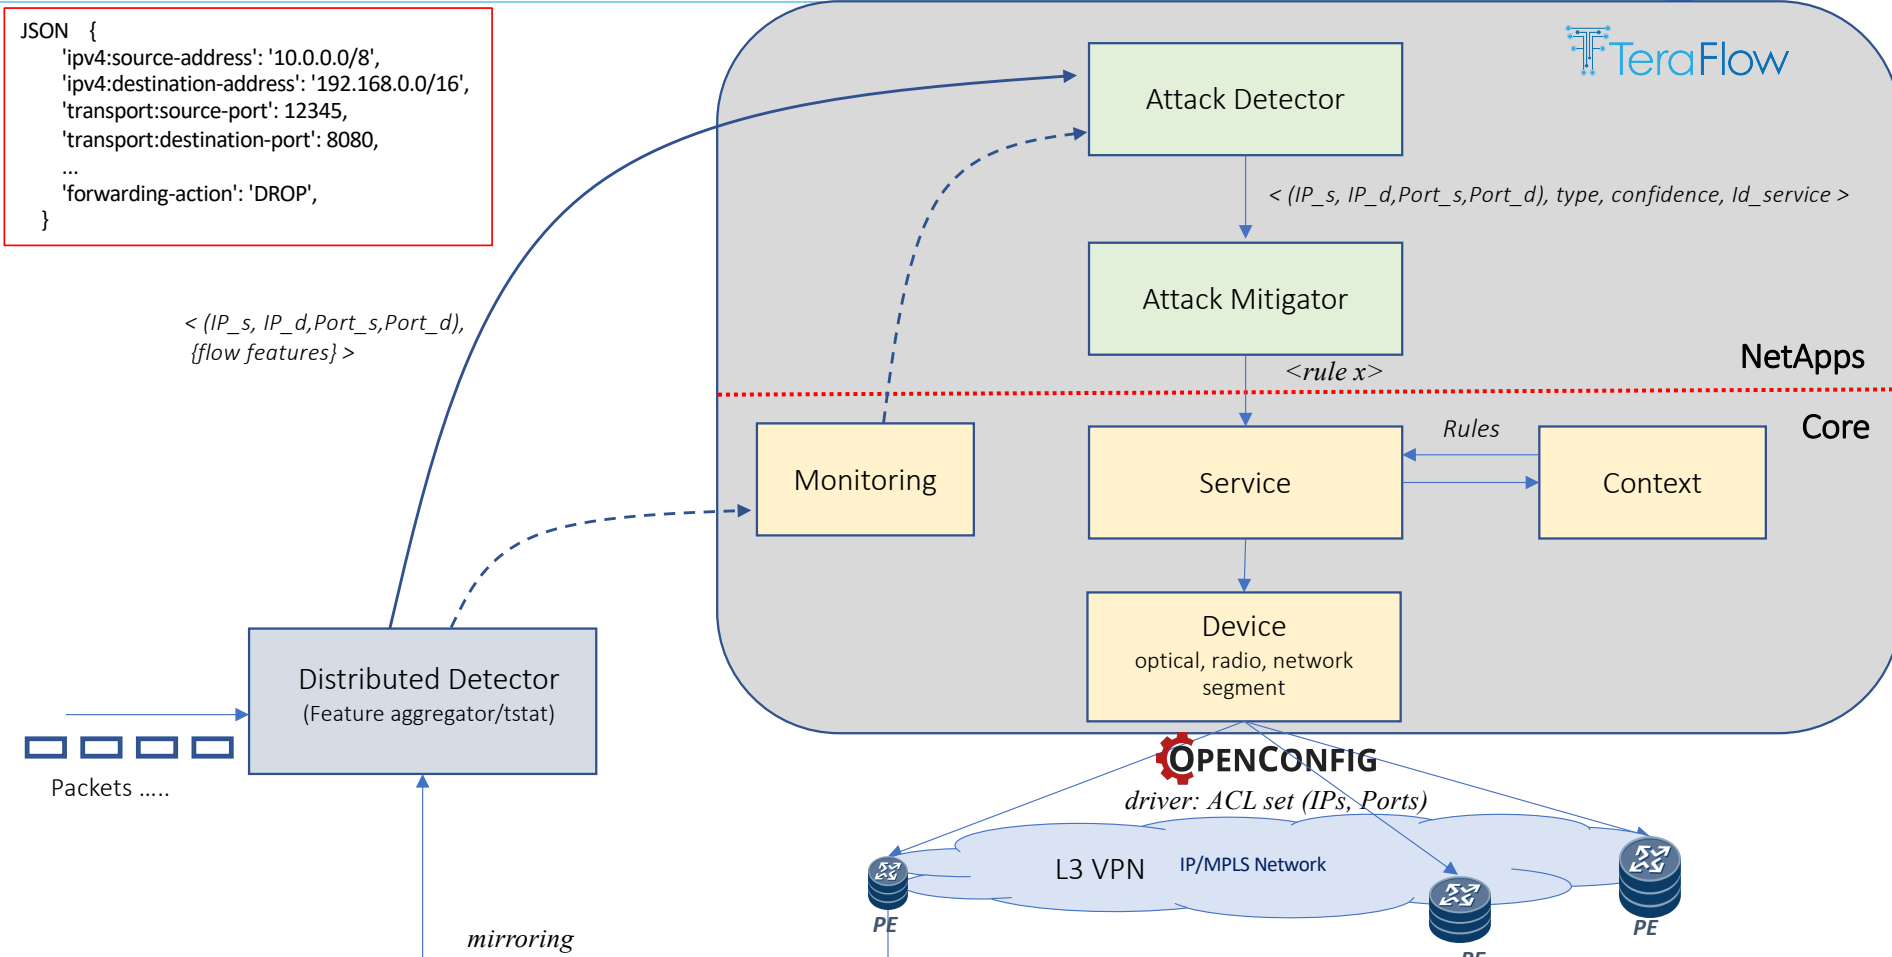 JSON {
'ipv4:source-address': '10.0.0.0/8',
'ipv4:destination-address': '192.168.0.0/16',
'transport:source-port': 12345,
'transport:destination-port': 8080,
...
'forwarding-action': 'DROP',
}
TeraFlow
Attack Detector
< (IP_s, IP_d,Port_s,Port_d), type, confidence, Id_service >
Attack Mitigator
< (IP_s, IP_d,Port_s,Port_d),
{flow features} >
<rule x>
NetApps
Core
Monitoring
Service
Rules
Context
Device
optical, radio, network
segment
Distributed Detector
(Feature aggregator/tstat)
Packets .....
OPENCONFIG
driver: ACL set (IPs, Ports)
L3 VPN
IP/MPLS Network
PE
PE
PE
mirroring